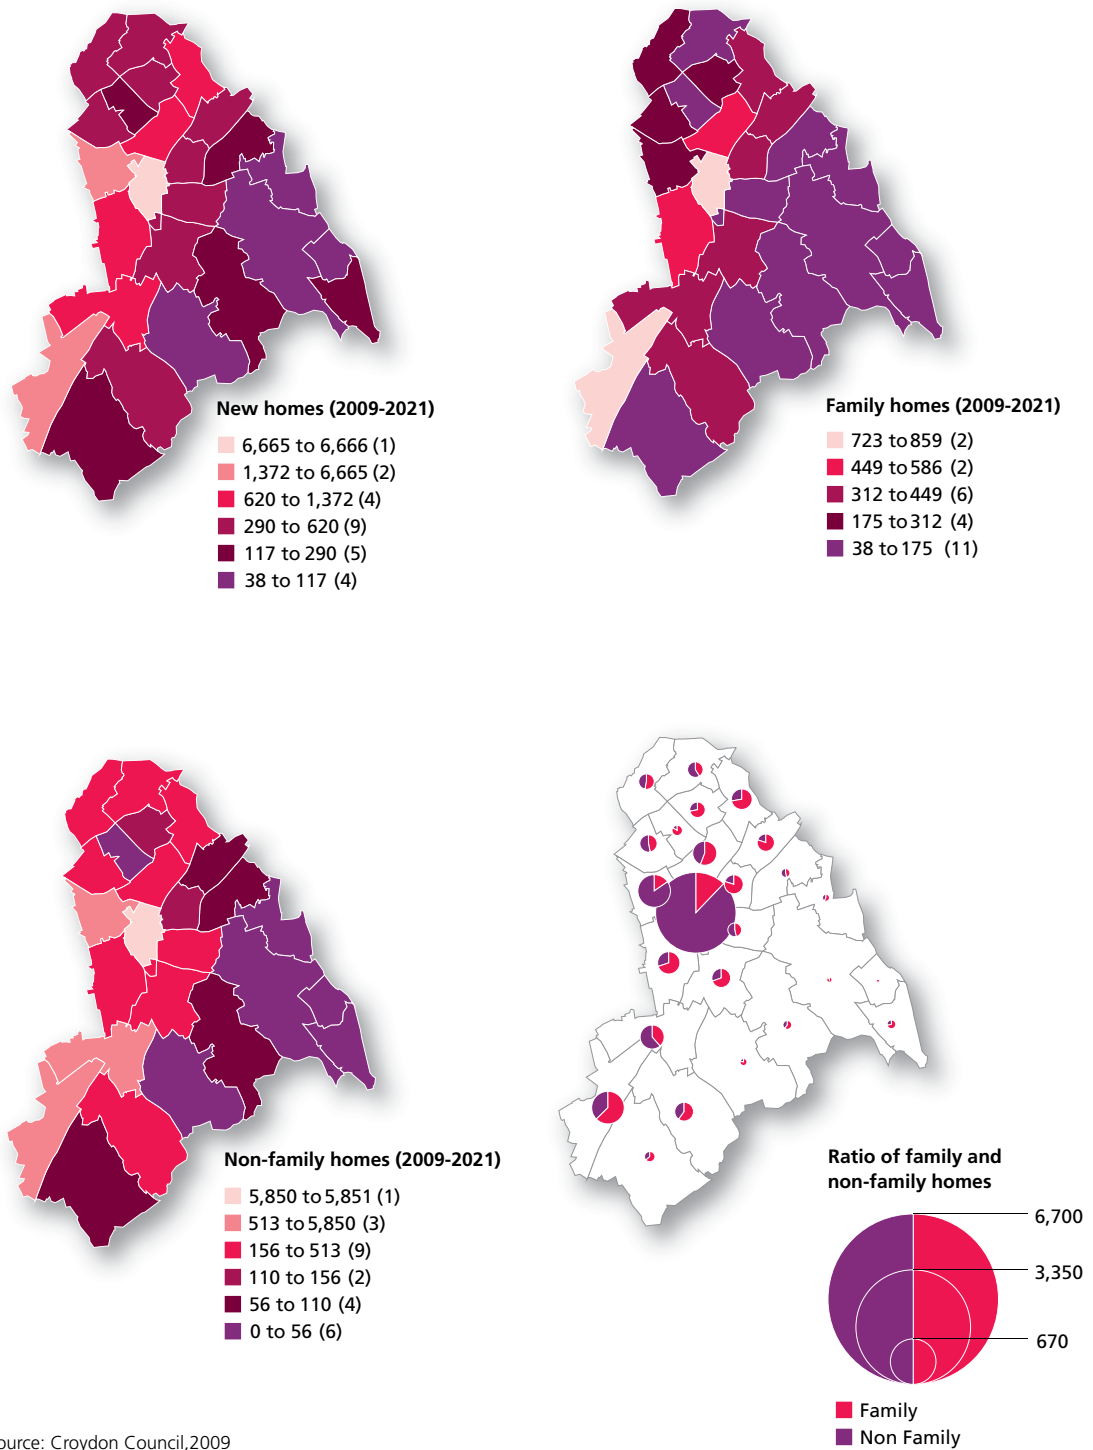 New homes (2009-2021)
6,665 to 6,666 (1)
1,372 to 6,665 (2)
620 to 1,372 (4)
290 to 620 (9)
117 to 290 (5)
38 to 117 (4)
Family homes (2009-2021)
723 to 859 (2)
449 to 586 (2)
312 to 449 (6)
175 to 312 (4)
38 to 175 (11)
Non-family homes (2009-2021)
5,850 to 5,851 (1)
513 to 5,850 (3)
156 to 513 (9)
110 to 156 (2)
56 to 110 (4)
0 to 56 (6)
Ratio of family and
non-family homes
6,700
3,350
670
Family
Non Family
ource: Croydon Council,2009